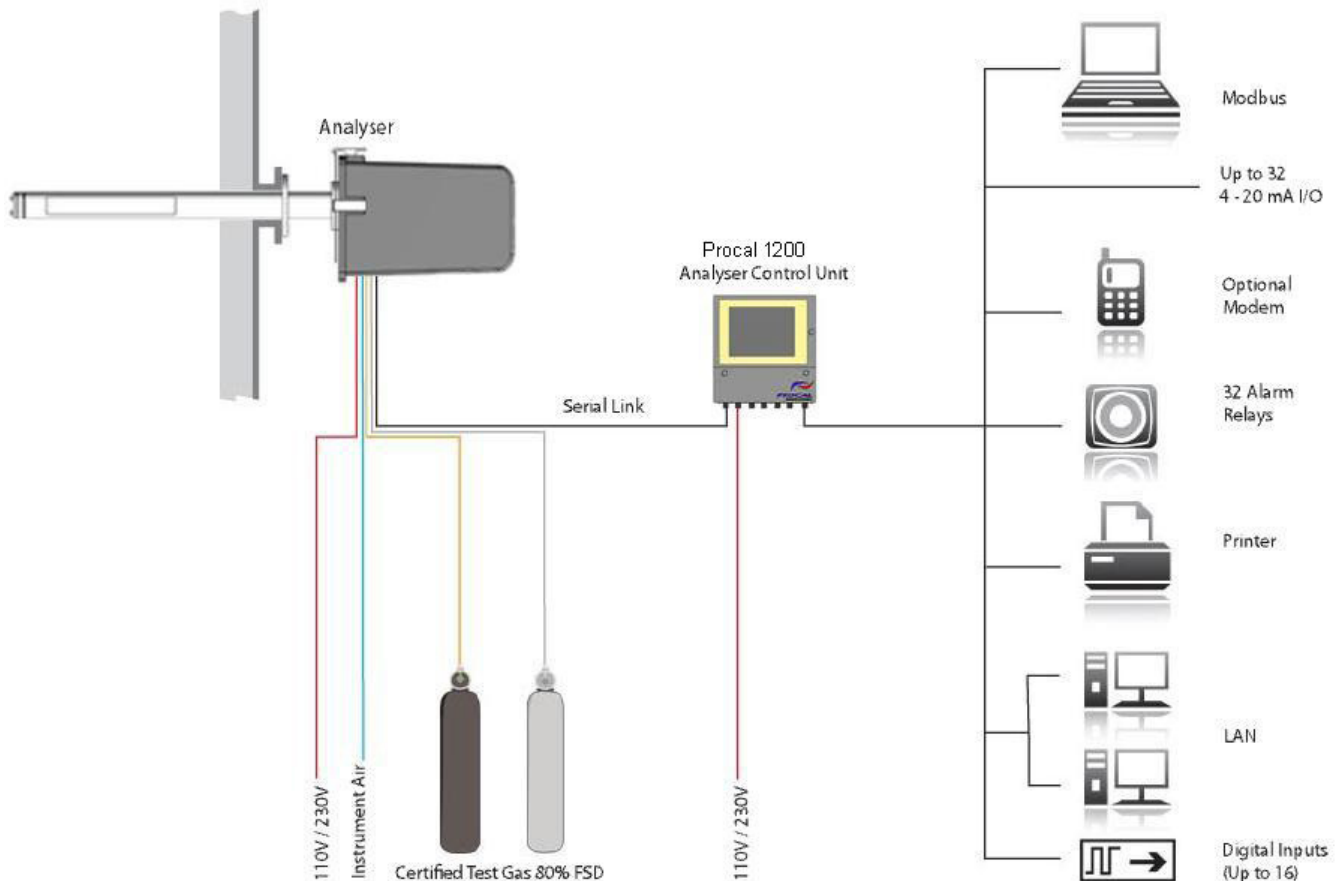 Analyser
Procal 1200
Analyser Control Unit
PROCAL
Serial Link
110V / 230V
Instrument Air
Certified Test Gas 80% FSD
110V / 230V
Modbus
Up to 32
4 - 20 mA I/O
Optional
Modem
32 Alarm
Relays
Printer
LAN
Digital Inputs
(Up to 16)